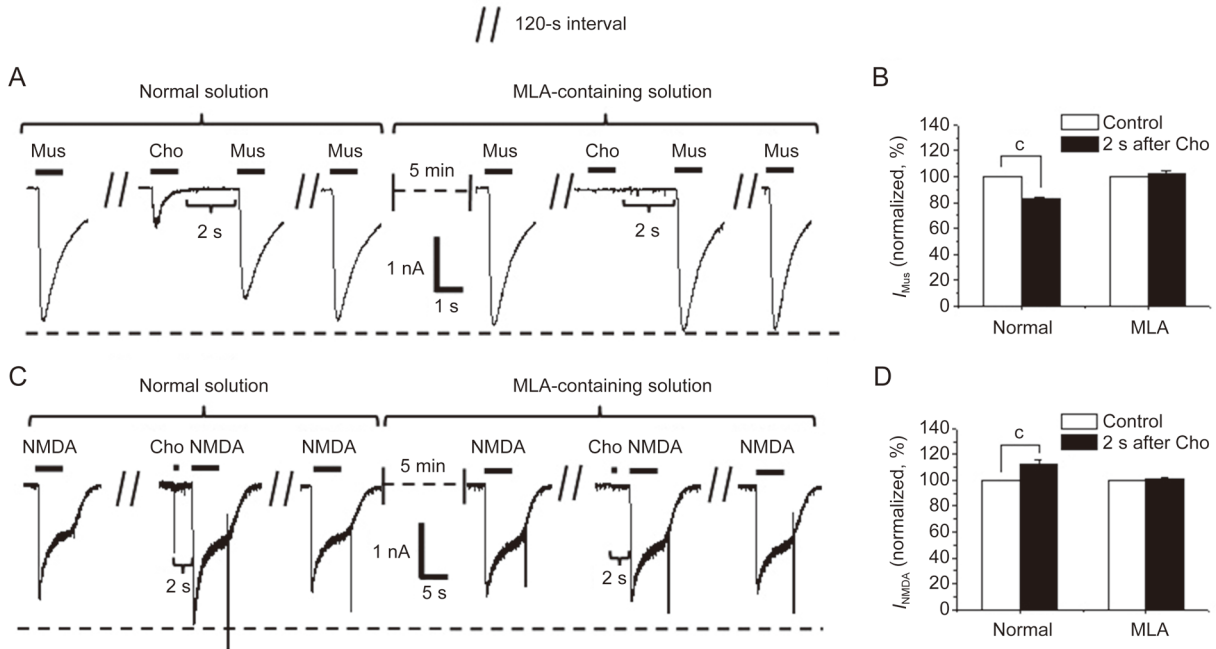 120-s interval
A
Normal solution
MLA-containing solution
Mus
Cho
Mus
Mus
5 min
Mus
Cho
Mus
Mus
2 s
2 s
1 nA
1 s
B
140
120
100
80
60
40
20
0
I_Mus (normalized, %)
Control
2 s after Cho
c
Normal
MLA
C
Normal solution
MLA-containing solution
NMDA
Cho NMDA
NMDA
5 min
NMDA
Cho NMDA
NMDA
2 s
2 s
1 nA
5 s
D
140
120
100
80
60
40
20
0
I_NMDA (normalized, %)
Control
2 s after Cho
c
Normal
MLA